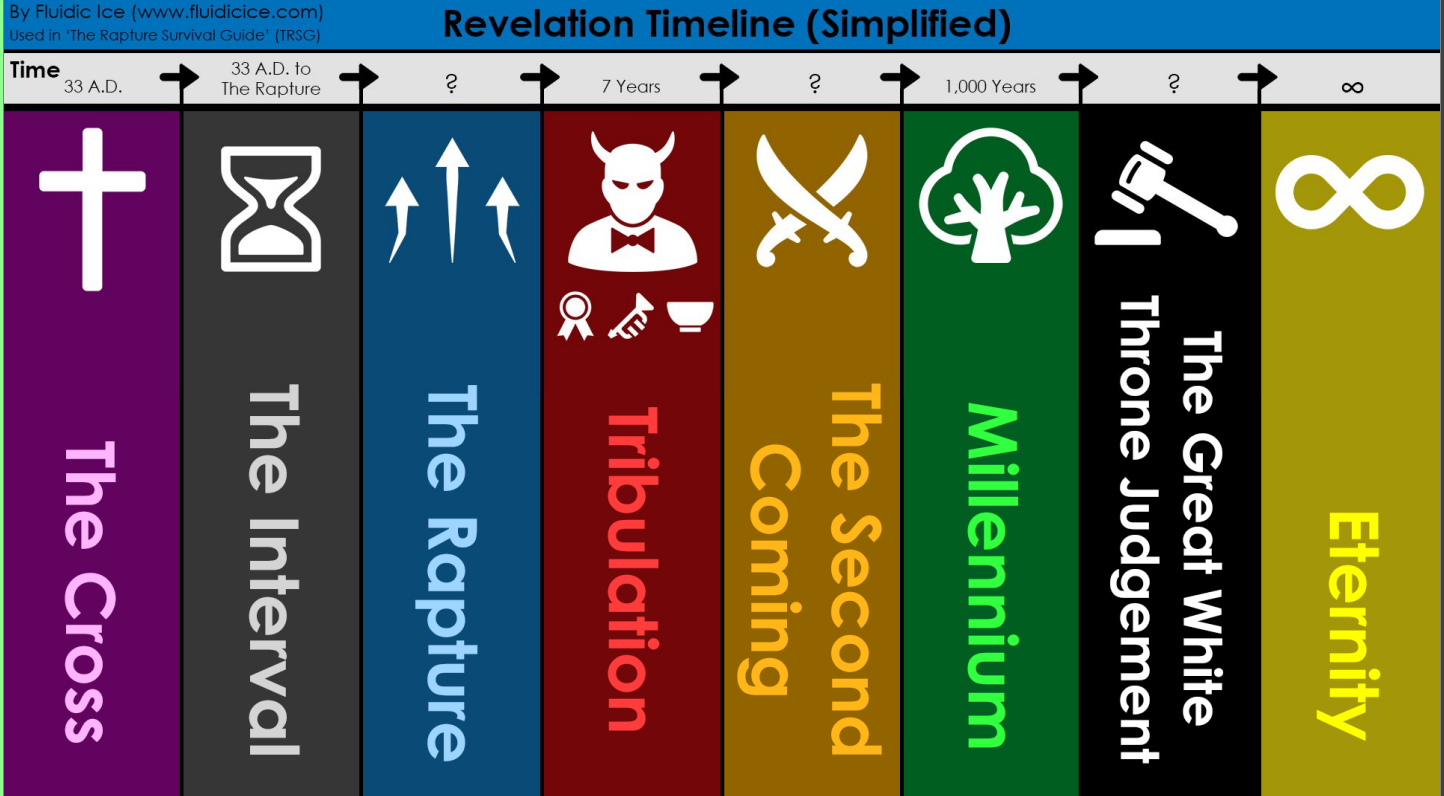 By Fluidic Ice (www.fluidicice.com)
Used in 'The Rapture Survival Guide' (TRSG)
Revelation Timeline (Simplified)
Time
33 A.D.
33 A.D. to
The Rapture
?
7 Years
?
1,000 Years
?
∞
The Cross
The Interval
The Rapture
Tribulation
The Second
Coming
Millennium
The Great White
Throne Judgement
Eternity